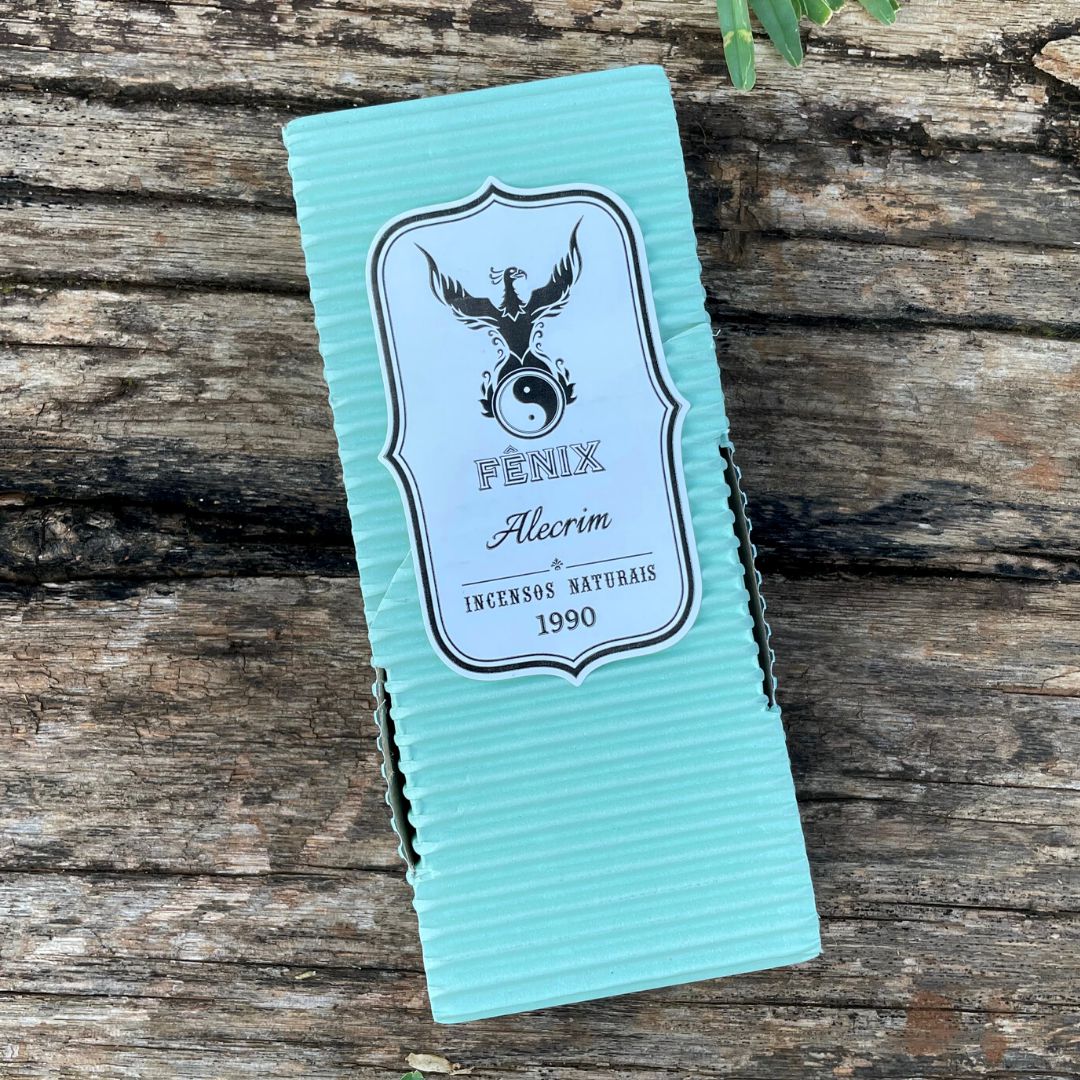 FÊNIX
Alecrim
INCENSOS NATURAIS
1990